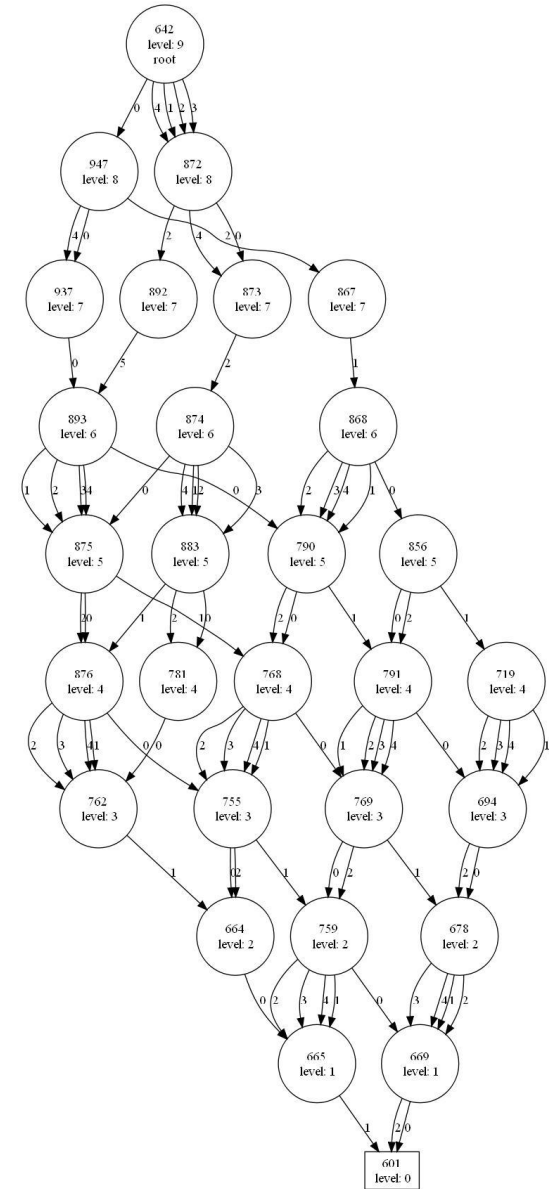 642
level: 9
root
0 4 1 2 3
947
level: 8
872
level: 8
4 0 2 4 2 0
937
level: 7
892
level: 7
873
level: 7
867
level: 7
0 5 2 1
893
level: 6
874
level: 6
868
level: 6
1 2 3 4 0 4 1 2 0 3 2 3 4 1 0
875
level: 5
883
level: 5
790
level: 5
856
level: 5
2 0 1 2 1 0 2 0 1 0 2 1
876
level: 4
781
level: 4
768
level: 4
791
level: 4
719
level: 4
2 3 4 1 0 0 2 3 4 1 0 1 2 3 4 0 2 3 4 1
762
level: 3
755
level: 3
769
level: 3
694
level: 3
1 0 2 1 0 2 1 2 0
664
level: 2
759
level: 2
678
level: 2
0 2 3 4 1 0 3 4 1 2
665
level: 1
669
level: 1
1 2 0
601
level: 0